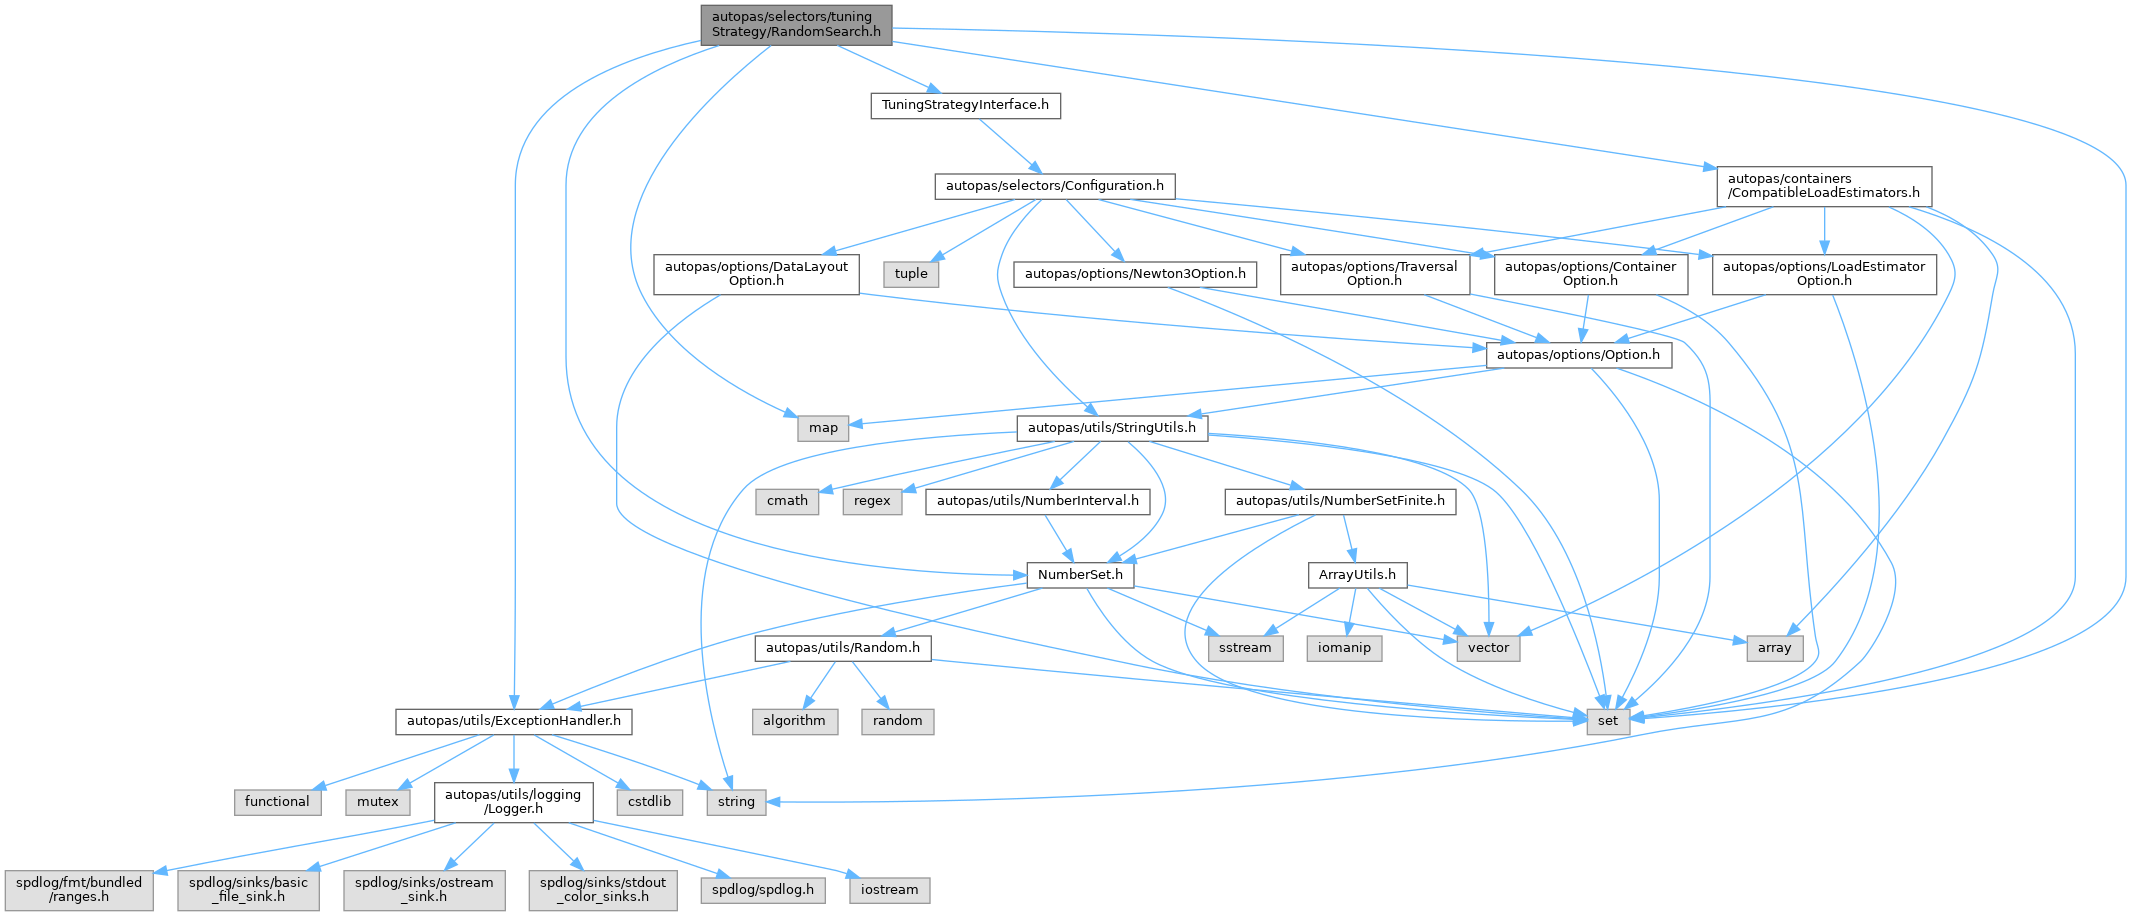 autopas/selectors/tuning
Strategy/RandomSearch.h
TuningStrategyInterface.h
autopas/containers
/CompatibleLoadEstimators.h
autopas/selectors/Configuration.h
autopas/options/DataLayout
Option.h
tuple
autopas/options/Newton3Option.h
autopas/options/Traversal
Option.h
autopas/options/Container
Option.h
autopas/options/LoadEstimator
Option.h
autopas/options/Option.h
map
autopas/utils/StringUtils.h
cmath
regex
autopas/utils/NumberInterval.h
autopas/utils/NumberSetFinite.h
NumberSet.h
ArrayUtils.h
autopas/utils/Random.h
sstream
iomanip
vector
array
autopas/utils/ExceptionHandler.h
algorithm
random
set
functional
mutex
autopas/utils/logging
/Logger.h
cstdlib
string
spdlog/fmt/bundled
/ranges.h
spdlog/sinks/basic
_file_sink.h
spdlog/sinks/ostream
_sink.h
spdlog/sinks/stdout
_color_sinks.h
spdlog/spdlog.h
iostream